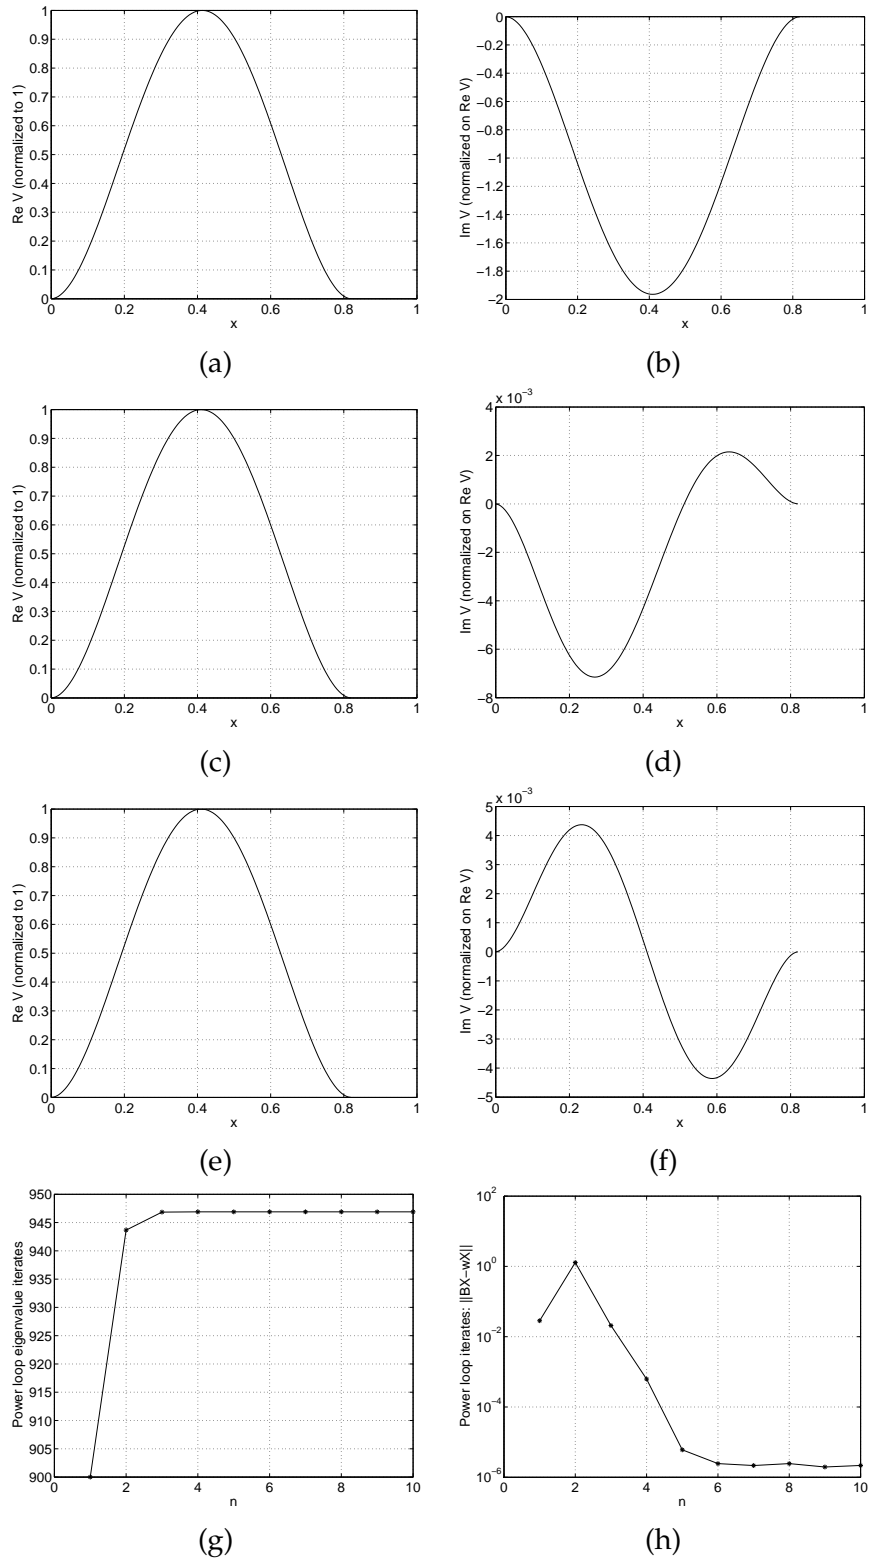 Re V (normalized to 1)
1
0.9
0.8
0.7
0.6
0.5
0.4
0.3
0.2
0.1
0
0 0.2 0.4 0.6 0.8 1
x
(a)
Im V (normalized on Re V)
0
−0.2
−0.4
−0.6
−0.8
−1
−1.2
−1.4
−1.6
−1.8
−2
0 0.2 0.4 0.6 0.8 1
x
(b)
Re V (normalized to 1)
1
0.9
0.8
0.7
0.6
0.5
0.4
0.3
0.2
0.1
0
0 0.2 0.4 0.6 0.8 1
x
(c)
Im V (normalized on Re V)
x 10−3
4
2
0
−2
−4
−6
−8
0 0.2 0.4 0.6 0.8 1
x
(d)
Re V (normalized to 1)
1
0.9
0.8
0.7
0.6
0.5
0.4
0.3
0.2
0.1
0
0 0.2 0.4 0.6 0.8 1
x
(e)
Im V (normalized on Re V)
x 10−3
5
4
3
2
1
0
−1
−2
−3
−4
−5
0 0.2 0.4 0.6 0.8 1
x
(f)
Power loop eigenvalue iterates
950
945
940
935
930
925
920
915
910
905
900
0 2 4 6 8 10
n
(g)
Power loop iterates: ||BX−wX||
102
100
10−2
10−4
10−6
0 2 4 6 8 10
n
(h)